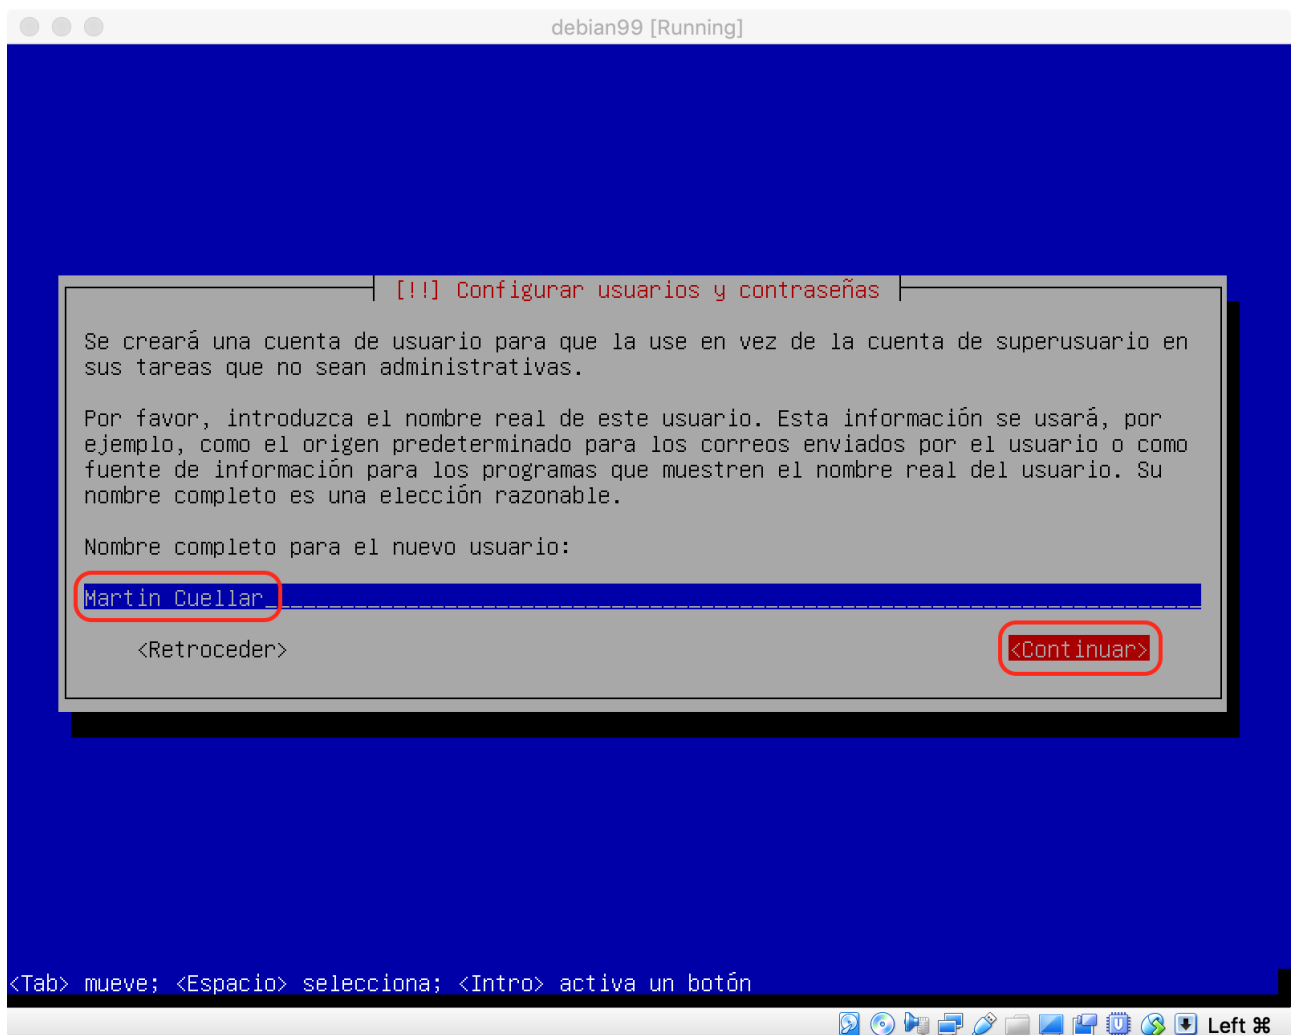 debian99 [Running]
[!!] Configurar usuarios y contraseñas
Se creará una cuenta de usuario para que la use en vez de la cuenta de superusuario en
sus tareas que no sean administrativas.
Por favor, introduzca el nombre real de este usuario. Esta información se usará, por
ejemplo, como el origen predeterminado para los correos enviados por el usuario o como
fuente de información para los programas que muestren el nombre real del usuario. Su
nombre completo es una elección razonable.
Nombre completo para el nuevo usuario:
Martin Cuellar
<Retroceder> <Continuar>
<Tab> mueve; <Espacio> selecciona; <Intro> activa un botón
Left ⌘